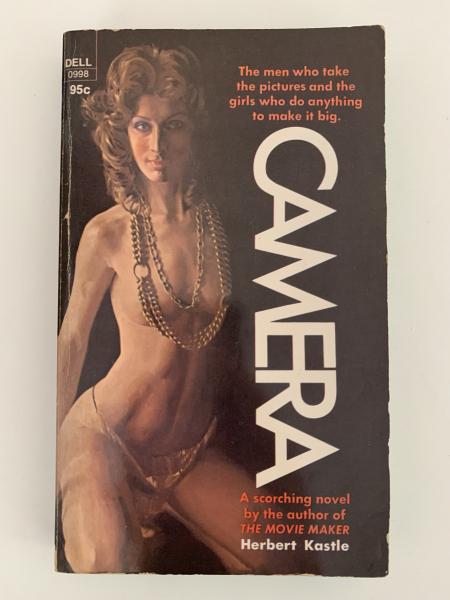 DELL
0998
95c
The men who take
the pictures and the
girls who do anything
to make it big.
CAMERA
A scorching novel
by the author of
THE MOVIE MAKER
Herbert Kastle